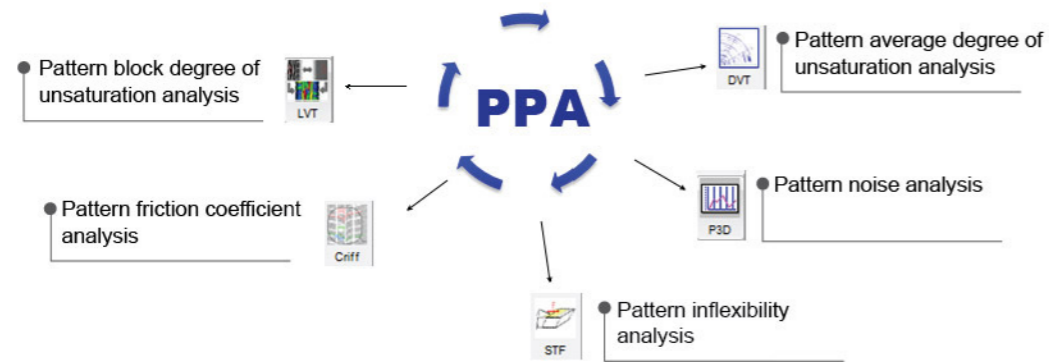 Pattern block degree of
unsaturation analysis
LVT
PPA
DVT
Pattern average degree of
unsaturation analysis
Pattern friction coefficient
analysis
Criff
P3D
Pattern noise analysis
STF
Pattern inflexibility
analysis